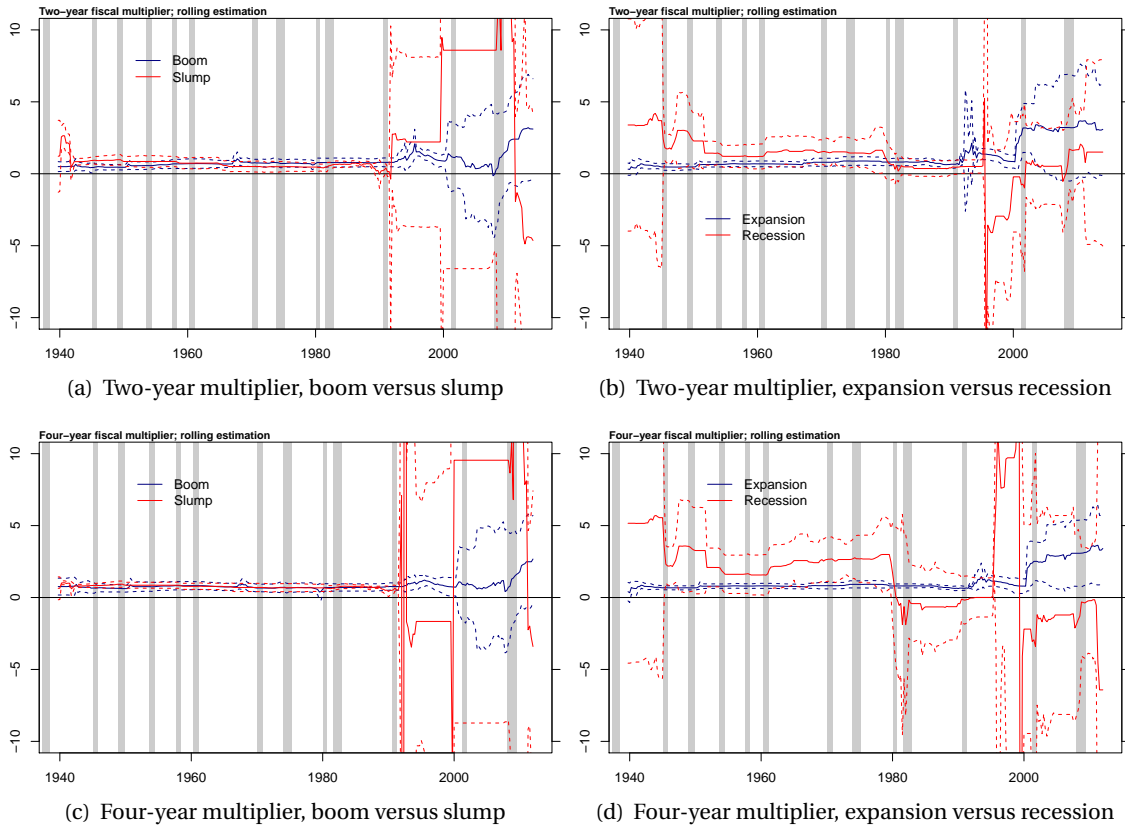 Two−year fiscal multiplier; rolling estimation
10
5
0
−5
−10
Boom
Slump
1940 1960 1980 2000
(a) Two-year multiplier, boom versus slump
Two−year fiscal multiplier; rolling estimation
10
5
0
−5
−10
Expansion
Recession
1940 1960 1980 2000
(b) Two-year multiplier, expansion versus recession
Four−year fiscal multiplier; rolling estimation
10
5
0
−5
−10
Boom
Slump
1940 1960 1980 2000
(c) Four-year multiplier, boom versus slump
Four−year fiscal multiplier; rolling estimation
10
5
0
−5
−10
Expansion
Recession
1940 1960 1980 2000
(d) Four-year multiplier, expansion versus recession